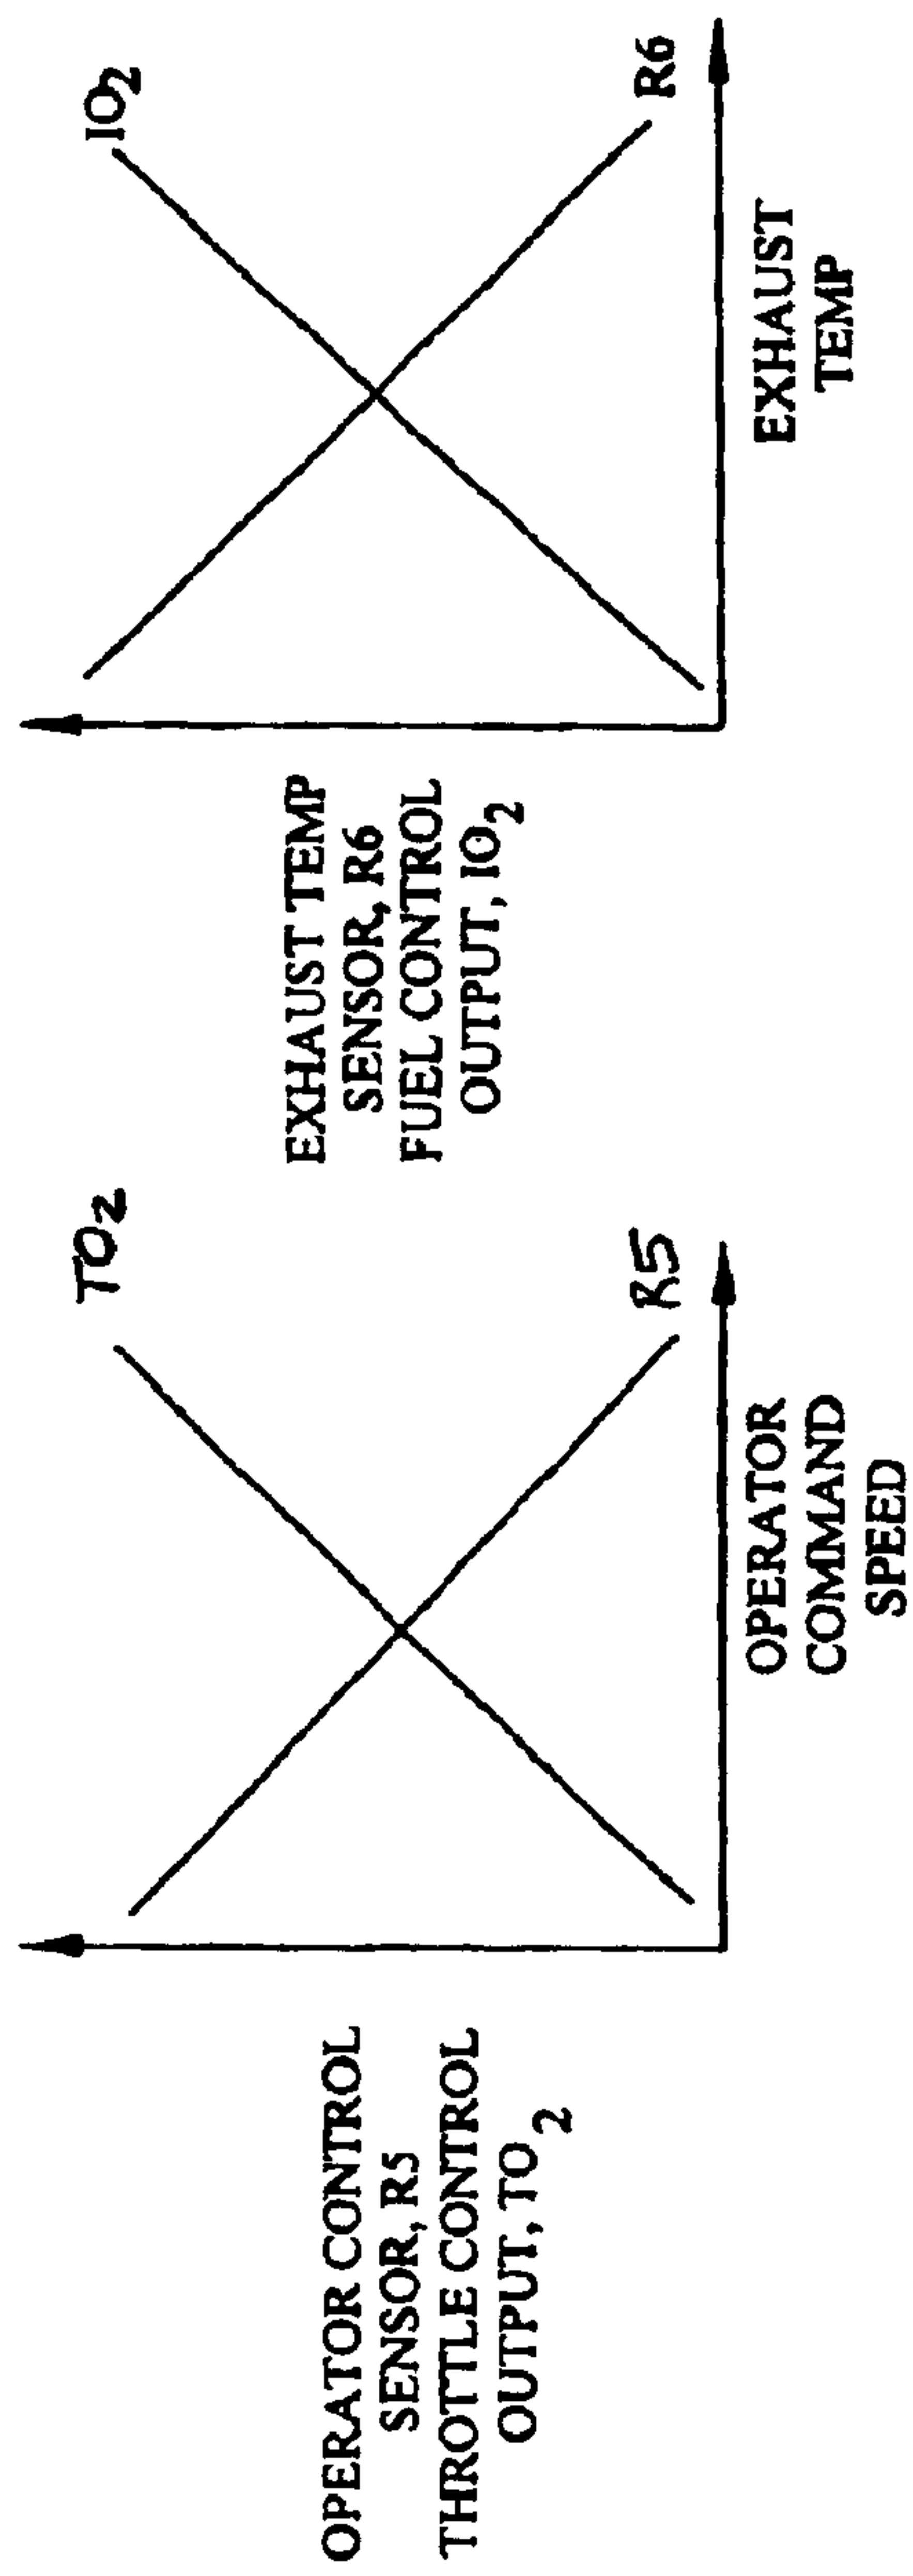 OPERATOR CONTROL
SENSOR, R5
THROTTLE CONTROL
OUTPUT, TO2
TO2
R5
OPERATOR
COMMAND
SPEED
EXHAUST TEMP
SENSOR, R6
FUEL CONTROL
OUTPUT, IO2
IO2
R6
EXHAUST
TEMP